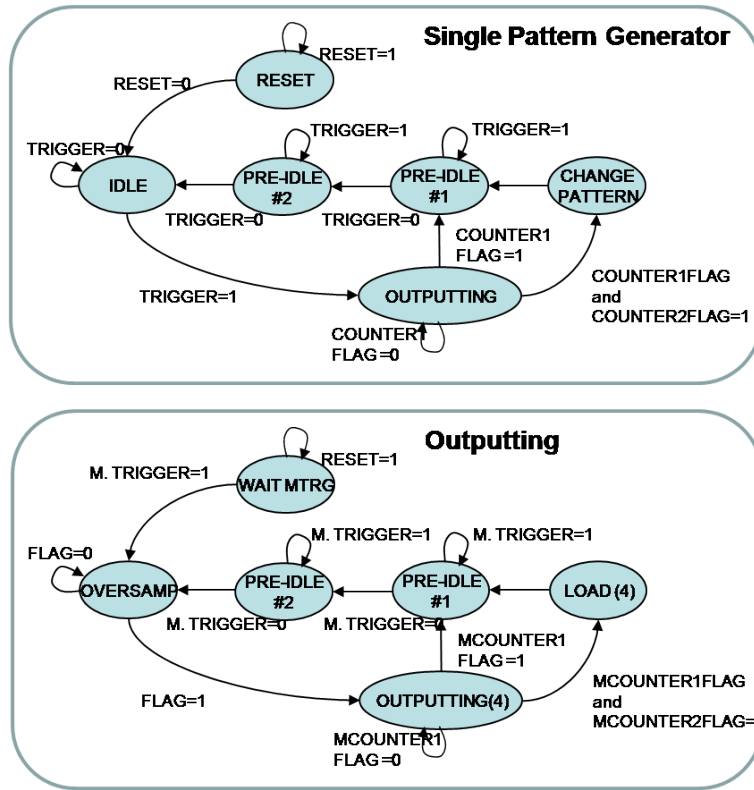 Single Pattern Generator
RESET=1
RESET
RESET=0
TRIGGER=0
TRIGGER=1
TRIGGER=1
IDLE
PRE-IDLE
#2
PRE-IDLE
#1
CHANGE
PATTERN
TRIGGER=0
TRIGGER=0
COUNTER1
FLAG=1
TRIGGER=1
OUTPUTTING
COUNTER1FLAG
and
COUNTER2FLAG=1
COUNTER1
FLAG=0
Outputting
RESET=1
M. TRIGGER=1
WAIT MTRG
M. TRIGGER=1
M. TRIGGER=1
FLAG=0
OVERSAMP
PRE-IDLE
#2
PRE-IDLE
#1
LOAD (4)
M. TRIGGER=0
M. TRIGGER=0
MCOUNTER1
FLAG=1
FLAG=1
OUTPUTTING(4)
MCOUNTER1FLAG
and
MCOUNTER2FLAG=
MCOUNTER1
FLAG=0